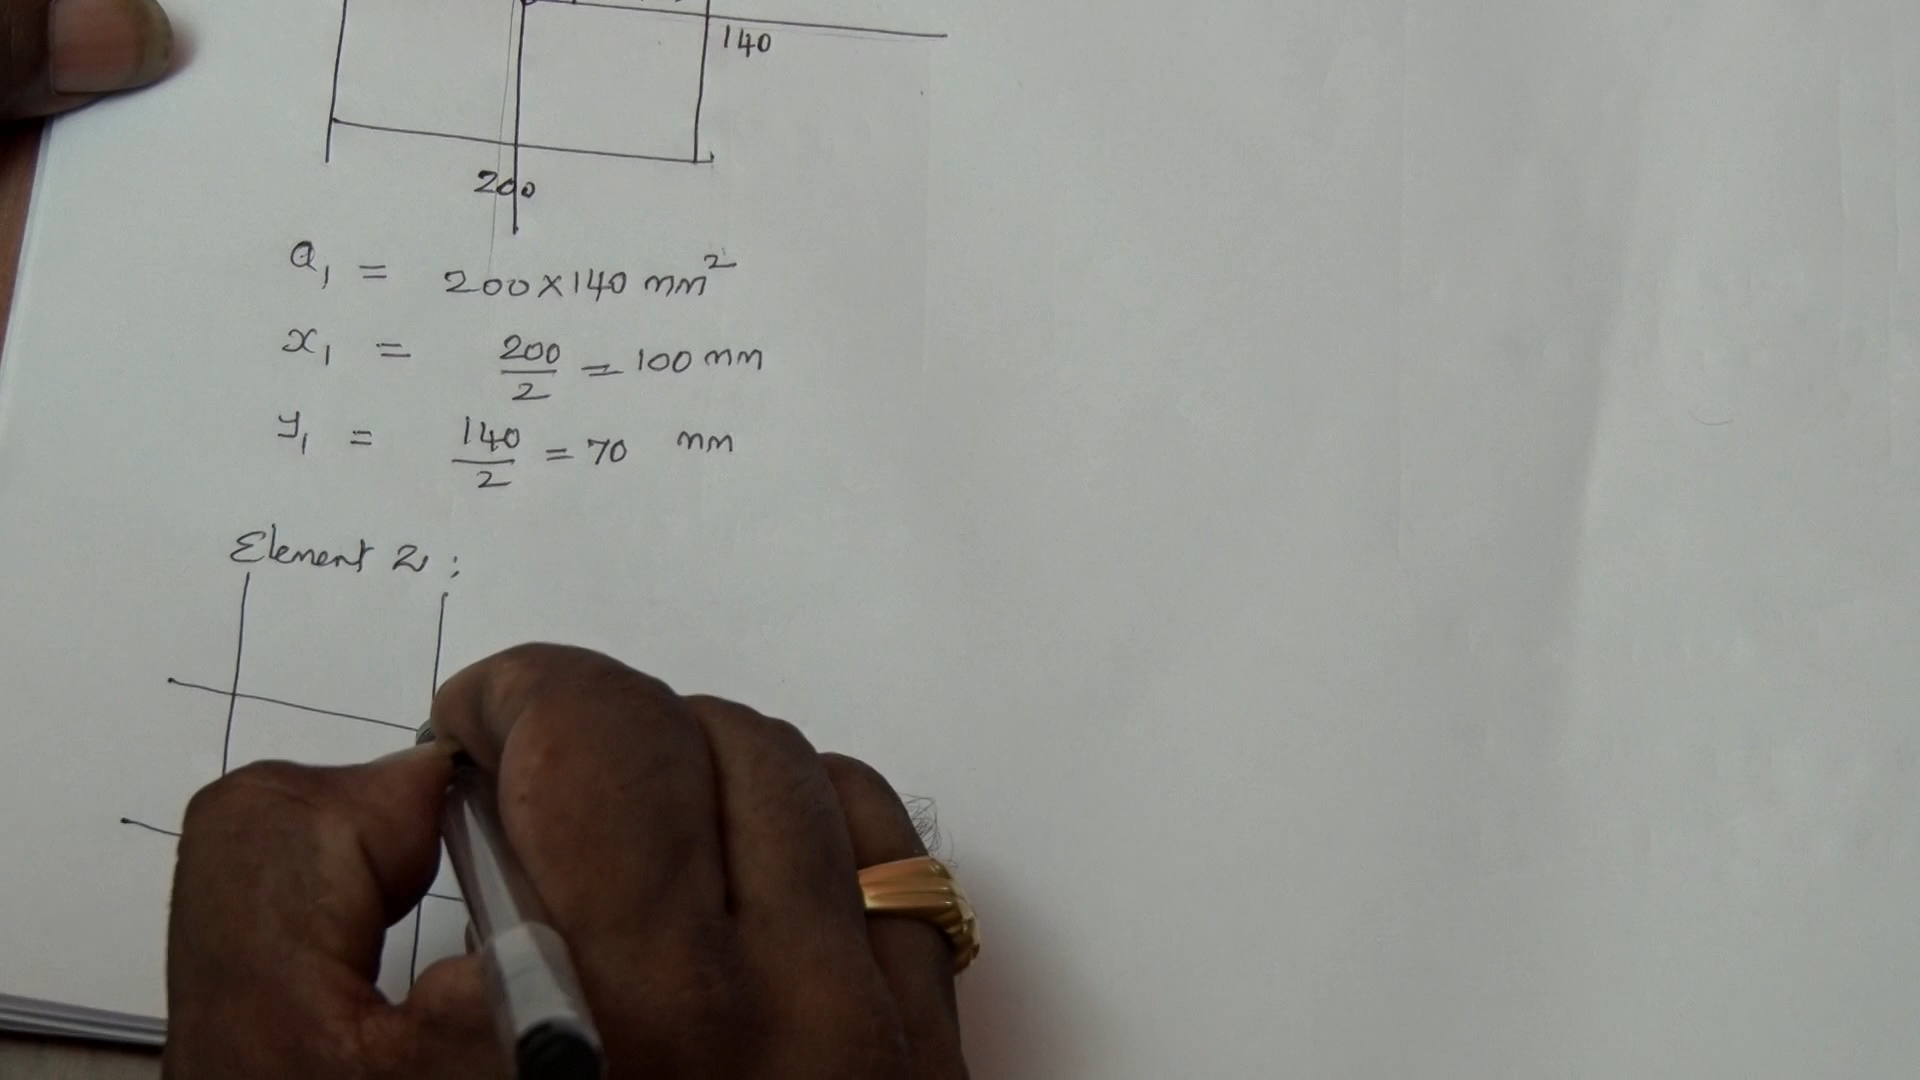 140
200
a₁ = 200×140 mm²
x₁ = 200/2 = 100 mm
y₁ = 140/2 = 70 mm
Element 2 :